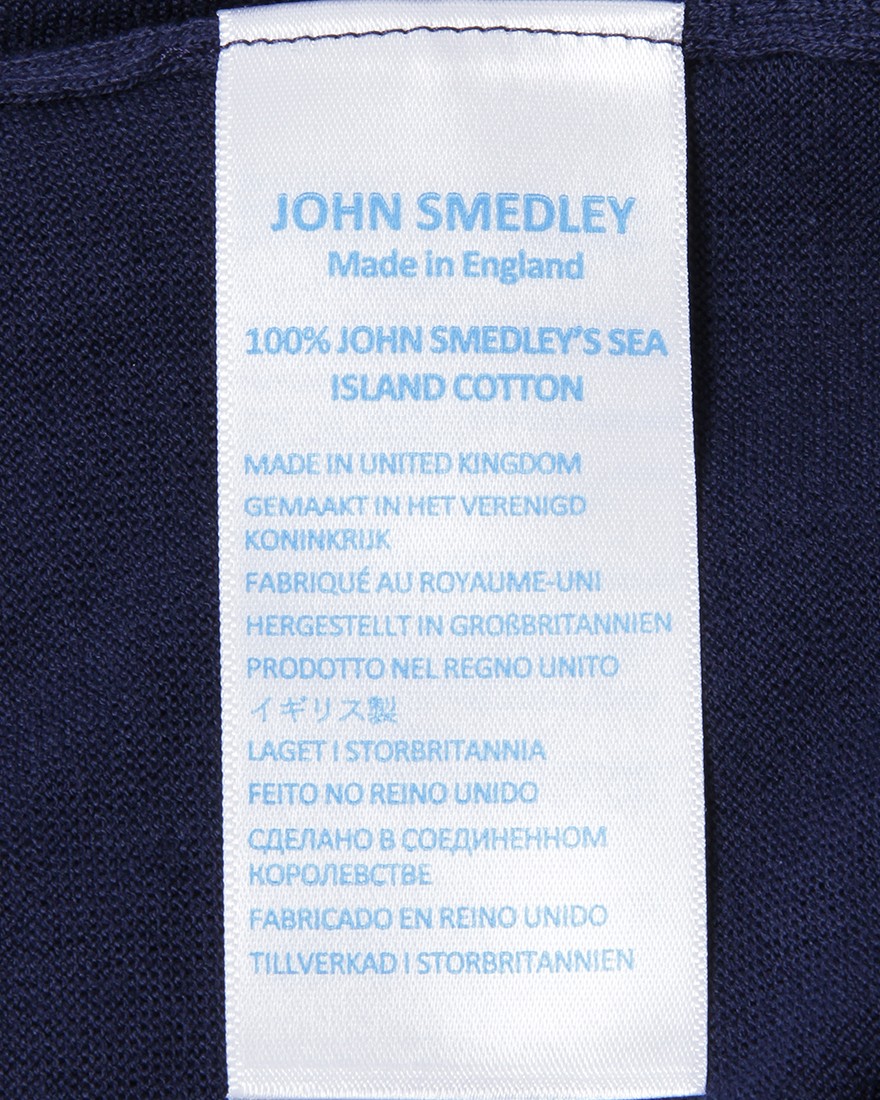 JOHN SMEDLEY
Made in England
100% JOHN SMEDLEY'S SEA
ISLAND COTTON
MADE IN UNITED KINGDOM
GEMAAKT IN HET VERENIGD
KONINKRIJK
FABRIQUÉ AU ROYAUME-UNI
HERGESTELLT IN GROßBRITANNIEN
PRODOTTO NEL REGNO UNITO
イギリス製
LAGET I STORBRITANNIA
FEITO NO REINO UNIDO
СДЕЛАНО В СОЕДИНЕННОМ
КОРОЛЕВСТВЕ
FABRICADO EN REINO UNIDO
TILLVERKAD I STORBRITANNIEN